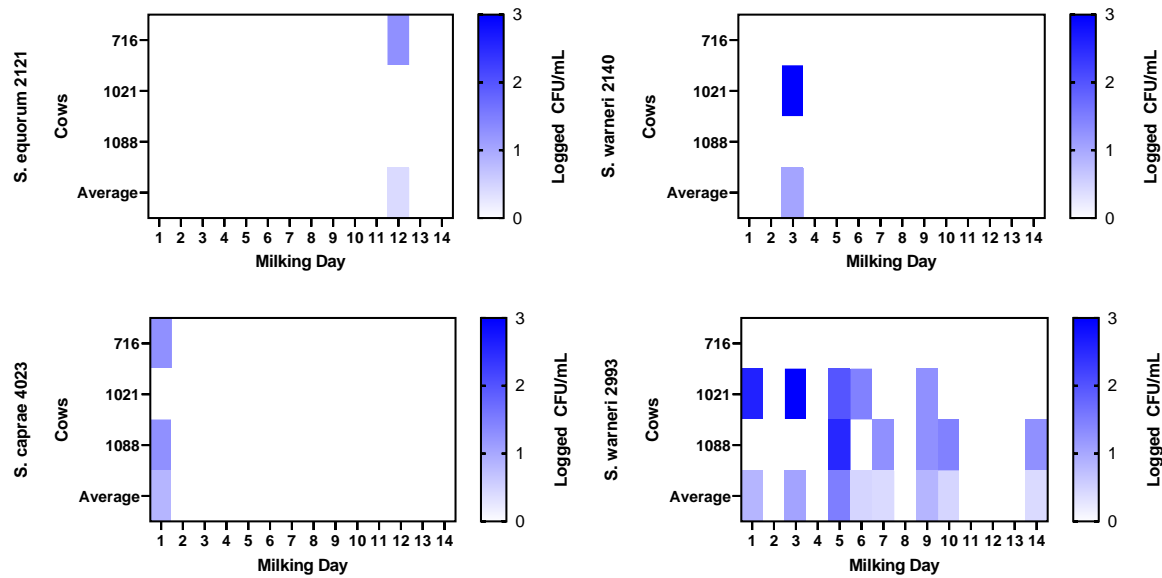 S. equorum 2121
Cows
716
1021
1088
Average
1 2 3 4 5 6 7 8 9 10 11 12 13 14
Milking Day
3
2
1
0
Logged CFU/mL
S. warneri 2140
Cows
716
1021
1088
Average
1 2 3 4 5 6 7 8 9 10 11 12 13 14
Milking Day
3
2
1
0
Logged CFU/mL
S. caprae 4023
Cows
716
1021
1088
Average
1 2 3 4 5 6 7 8 9 10 11 12 13 14
Milking Day
3
2
1
0
Logged CFU/mL
S. warneri 2993
Cows
716
1021
1088
Average
1 2 3 4 5 6 7 8 9 10 11 12 13 14
Milking Day
3
2
1
0
Logged CFU/mL